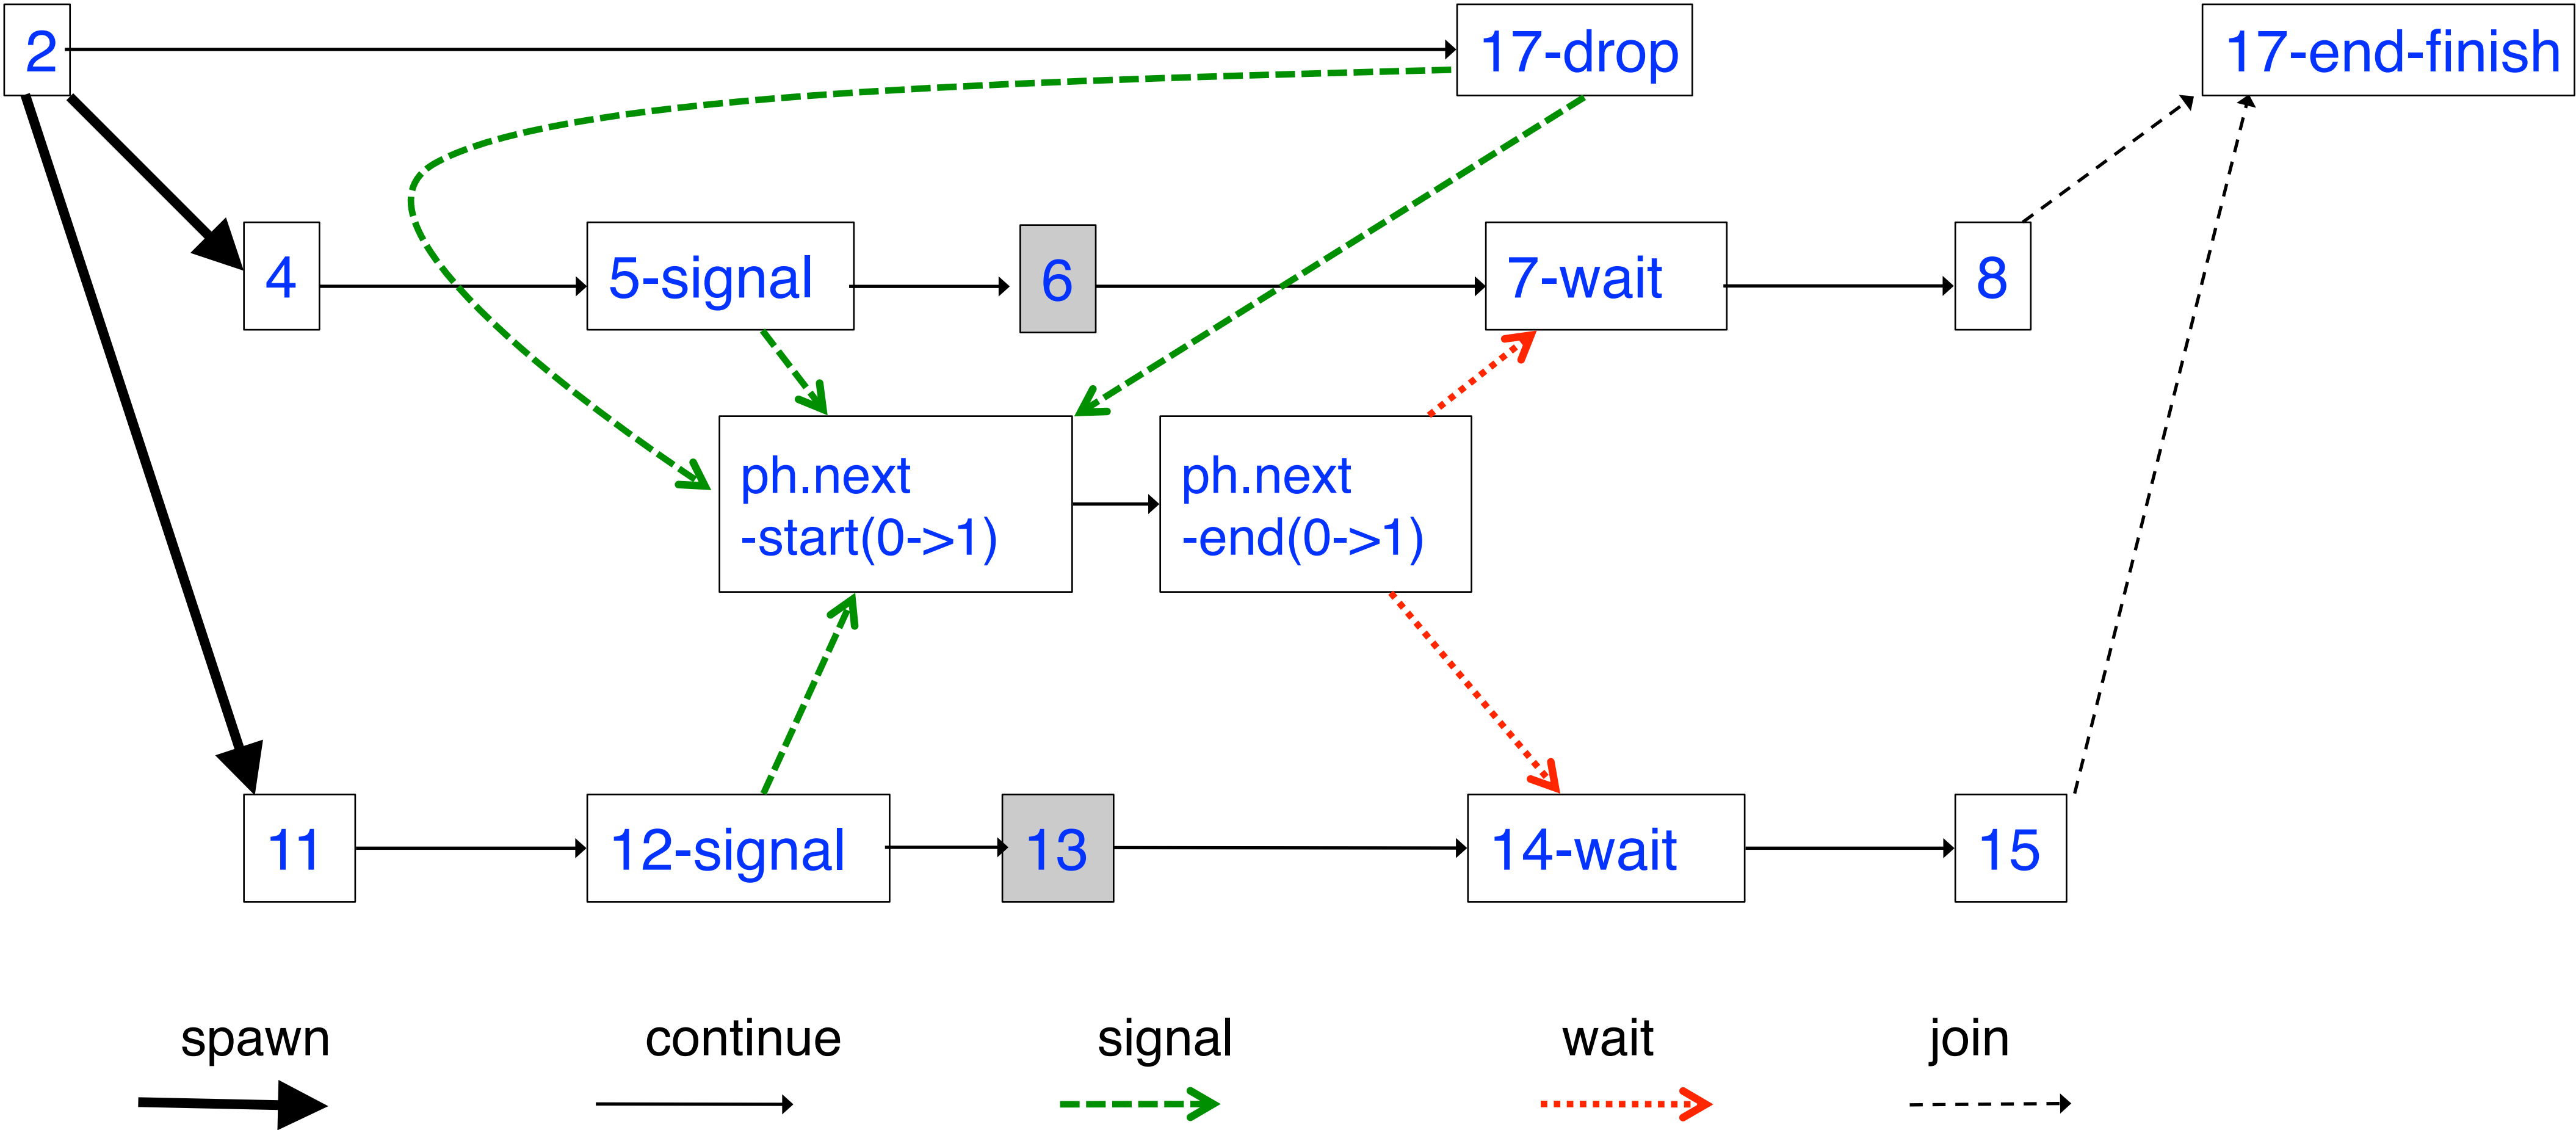 2
17-drop
17-end-finish
4
5-signal
6
7-wait
8
ph.next
-start(0->1)
ph.next
-end(0->1)
11
12-signal
13
14-wait
15
spawn
continue
signal
wait
join